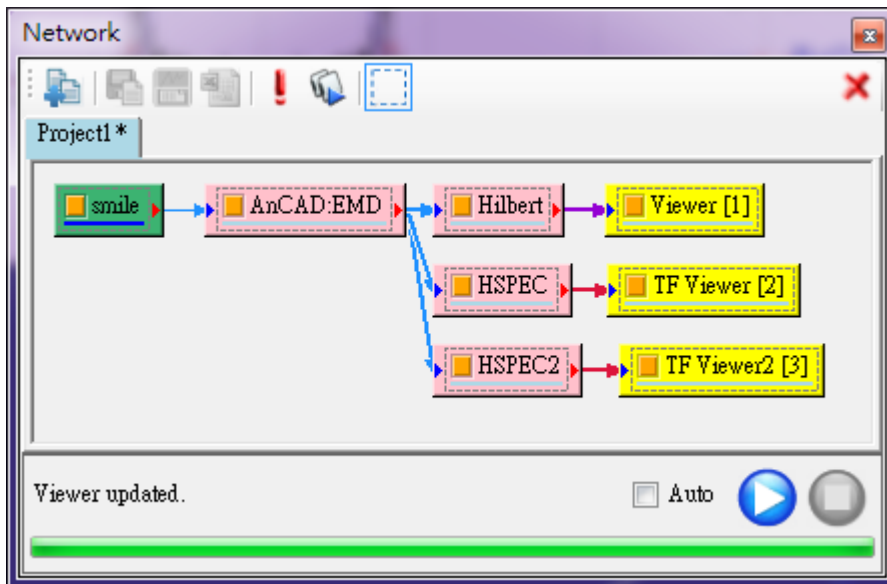 Network
Project1 *
smile AnCAD:EMD Hilbert Viewer [1]
HSPEC TF Viewer [2]
HSPEC2 TF Viewer2 [3]
Viewer updated. Auto